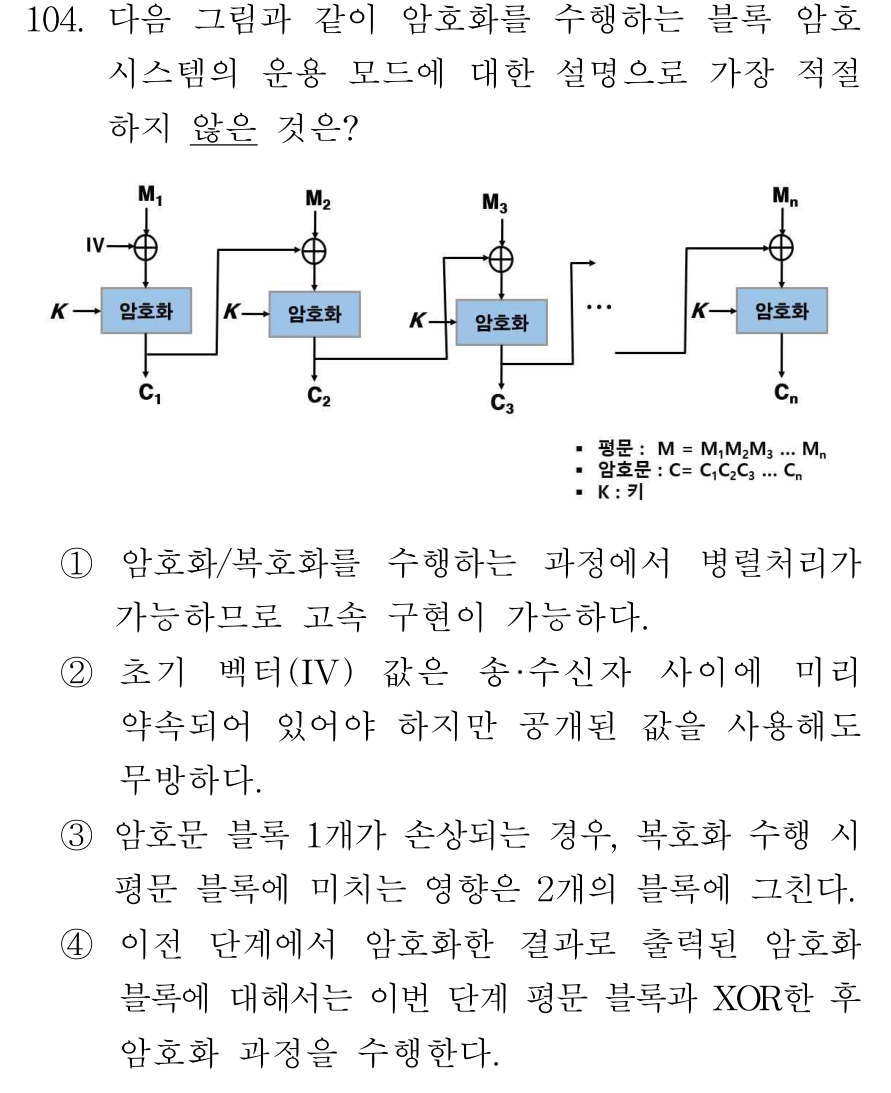 104. 다음 그림과 같이 암호화를 수행하는 블록 암호
시스템의 운용 모드에 대한 설명으로 가장 적절
하지 않은 것은?
M₁ M₂ M₃ Mₙ
IV
K 암호화 K 암호화 K 암호화 … K 암호화
C₁ C₂ C₃ Cₙ
▪ 평문 : M = M₁M₂M₃ ... Mₙ
▪ 암호문 : C= C₁C₂C₃ ... Cₙ
▪ K : 키
① 암호화/복호화를 수행하는 과정에서 병렬처리가
가능하므로 고속 구현이 가능하다.
② 초기 벡터(IV) 값은 송·수신자 사이에 미리
약속되어 있어야 하지만 공개된 값을 사용해도
무방하다.
③ 암호문 블록 1개가 손상되는 경우, 복호화 수행 시
평문 블록에 미치는 영향은 2개의 블록에 그친다.
④ 이전 단계에서 암호화한 결과로 출력된 암호화
블록에 대해서는 이번 단계 평문 블록과 XOR한 후
암호화 과정을 수행한다.